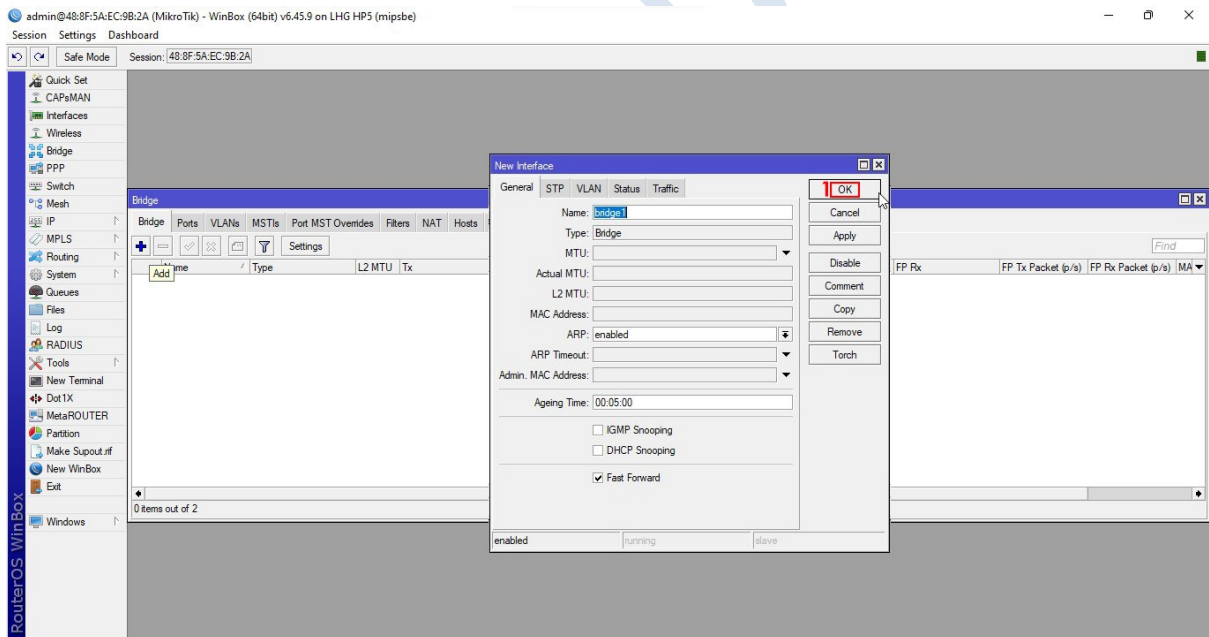 admin@48:8F:5A:EC:9B:2A (MikroTik) - WinBox (64bit) v6.45.9 on LHG HP5 (mipsbe)
Session Settings Dashboard
Safe Mode Session: 48:8F:5A:EC:9B:2A
Quick Set
CAPsMAN
Interfaces
Wireless
Bridge
PPP
Switch
Mesh
IP
MPLS
Routing
System
Queues
Files
Log
RADIUS
Tools
New Terminal
Dot1X
MetaROUTER
Partition
Make Supout.rif
New WinBox
Exit
Windows
RouterOS WinBox
Bridge
Bridge Ports VLANs MSTIs Port MST Overrides Filters NAT Hosts
Settings
Find
Name / Type L2 MTU Tx FP Rx FP Tx Packet (p/s) FP Rx Packet (p/s) MA
Add
0 items out of 2
New Interface
General STP VLAN Status Traffic
Name: bridge1
Type: Bridge
MTU:
Actual MTU:
L2 MTU:
MAC Address:
ARP: enabled
ARP Timeout:
Admin. MAC Address:
Ageing Time: 00:05:00
IGMP Snooping
DHCP Snooping
Fast Forward
enabled running slave
1 OK
Cancel
Apply
Disable
Comment
Copy
Remove
Torch